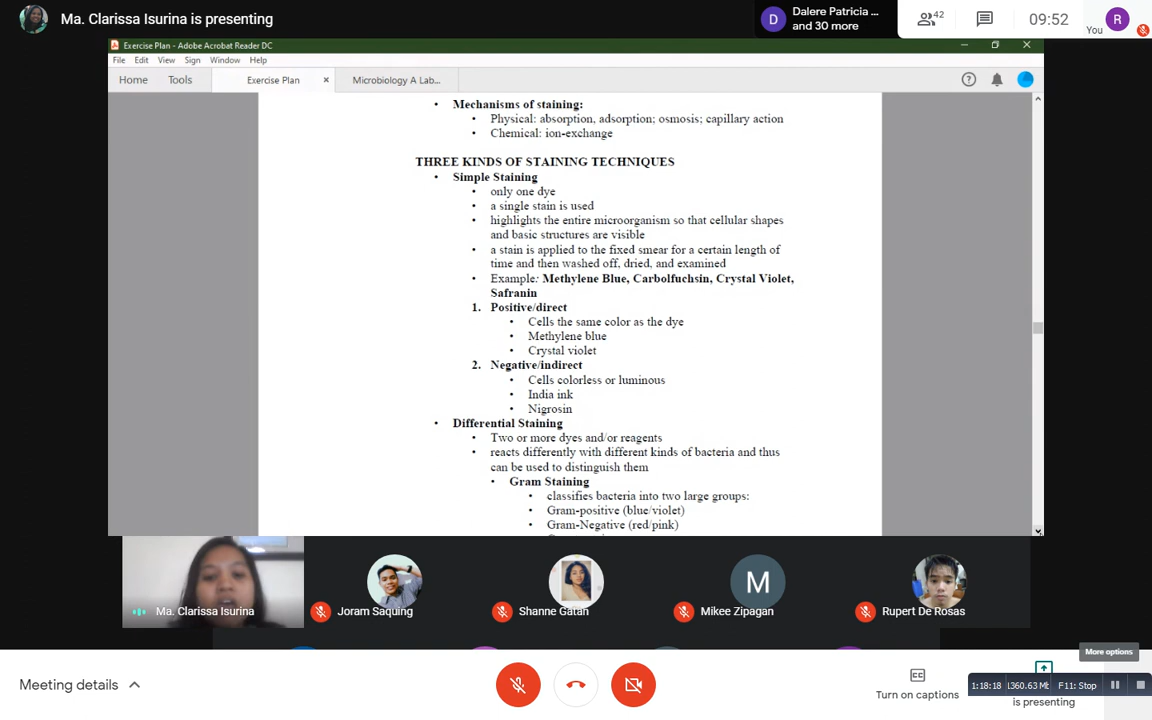 Ma. Clarissa Isurina is presenting
D
Dalere Patricia ...
and 30 more
42
09:52
You
R
Exercise Plan - Adobe Acrobat Reader DC
File Edit View Sign Window Help
Home Tools Exercise Plan × Microbiology A Lab...
• Mechanisms of staining:
• Physical: absorption, adsorption; osmosis; capillary action
• Chemical: ion-exchange
THREE KINDS OF STAINING TECHNIQUES
• Simple Staining
• only one dye
• a single stain is used
• highlights the entire microorganism so that cellular shapes
and basic structures are visible
• a stain is applied to the fixed smear for a certain length of
time and then washed off, dried, and examined
• Example: Methylene Blue, Carbolfuchsin, Crystal Violet,
Safranin
1. Positive/direct
• Cells the same color as the dye
• Methylene blue
• Crystal violet
2. Negative/indirect
• Cells colorless or luminous
• India ink
• Nigrosin
• Differential Staining
• Two or more dyes and/or reagents
• reacts differently with different kinds of bacteria and thus
can be used to distinguish them
• Gram Staining
• classifies bacteria into two large groups:
• Gram-positive (blue/violet)
• Gram-Negative (red/pink)
Ma. Clarissa Isurina
Joram Saquing
Shanne Gatan
M
Mikee Zipagan
Rupert De Rosas
More options
Meeting details
Turn on captions
1:18:18
F11: Stop
is presenting